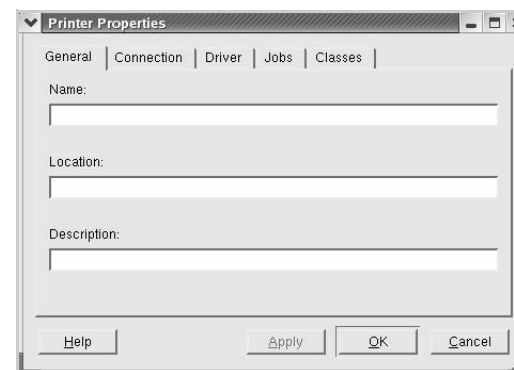 Printer Properties
General Connection Driver Jobs Classes
Name:
Location:
Description:
Help Apply OK Cancel